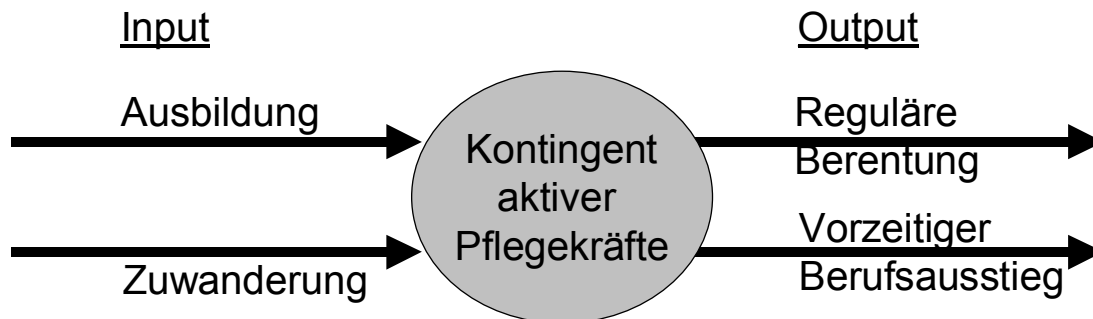 Input
Output
Ausbildung
Zuwanderung
Kontingent
aktiver
Pflegekräfte
Reguläre
Berentung
Vorzeitiger
Berufsausstieg